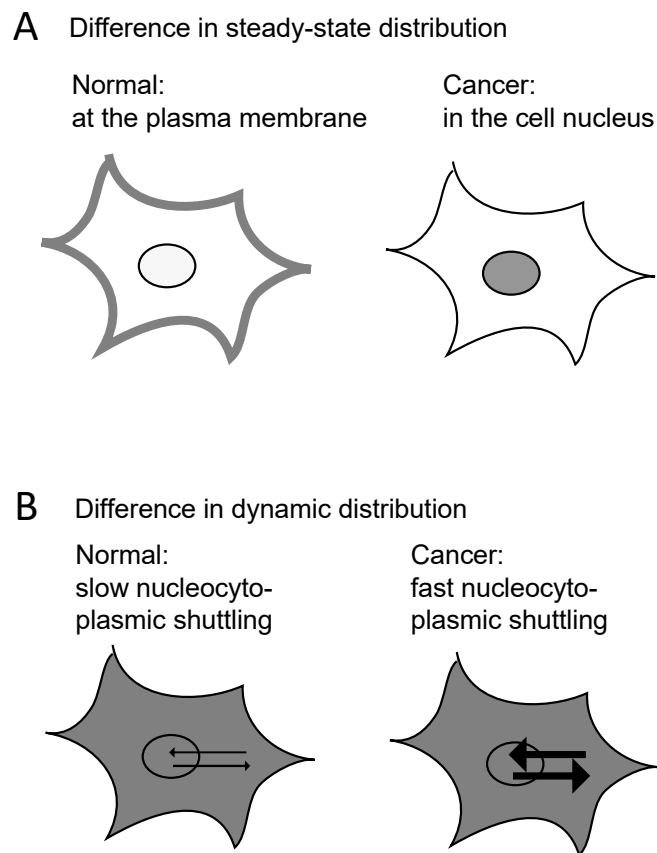 A Difference in steady-state distribution
Normal:
at the plasma membrane
Cancer:
in the cell nucleus
B Difference in dynamic distribution
Normal:
slow nucleocyto-
plasmic shuttling
Cancer:
fast nucleocyto-
plasmic shuttling